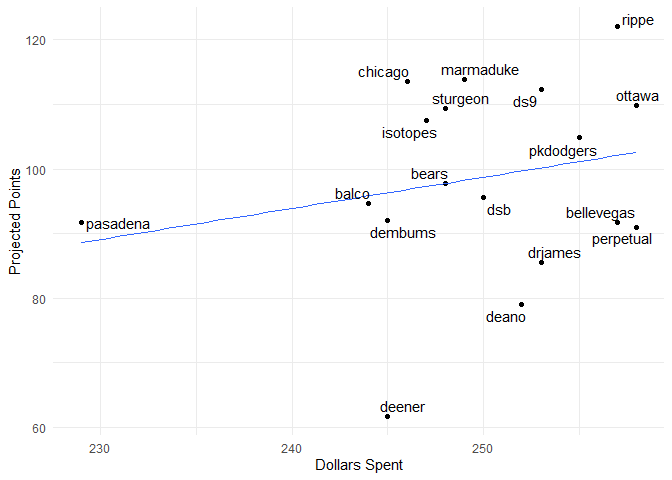 rippe
120
chicago
marmaduke
ottawa
sturgeon
ds9
isotopes
pkdodgers
100
bears
balco
dsb
bellevegas
pasadena
dembums
perpetual
drjames
80
deano
deener
60
230
240
250
Dollars Spent
Projected Points